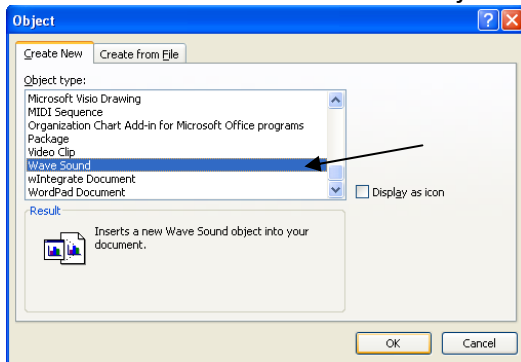 Object
Create New Create from File
Object type:
Microsoft Visio Drawing
MIDI Sequence
Organization Chart Add-in for Microsoft Office programs
Package
Video Clip
Wave Sound
wIntegrate Document
WordPad Document
Display as icon
Result
Inserts a new Wave Sound object into your
document.
OK Cancel